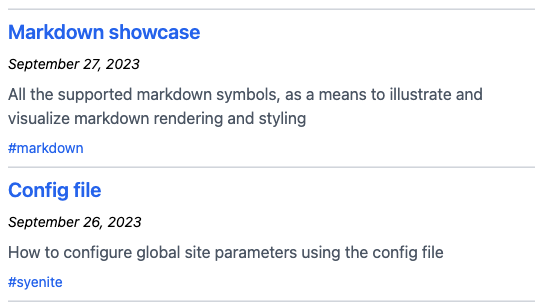 Markdown showcase
September 27, 2023
All the supported markdown symbols, as a means to illustrate and
visualize markdown rendering and styling
#markdown
Config file
September 26, 2023
How to configure global site parameters using the config file
#syenite